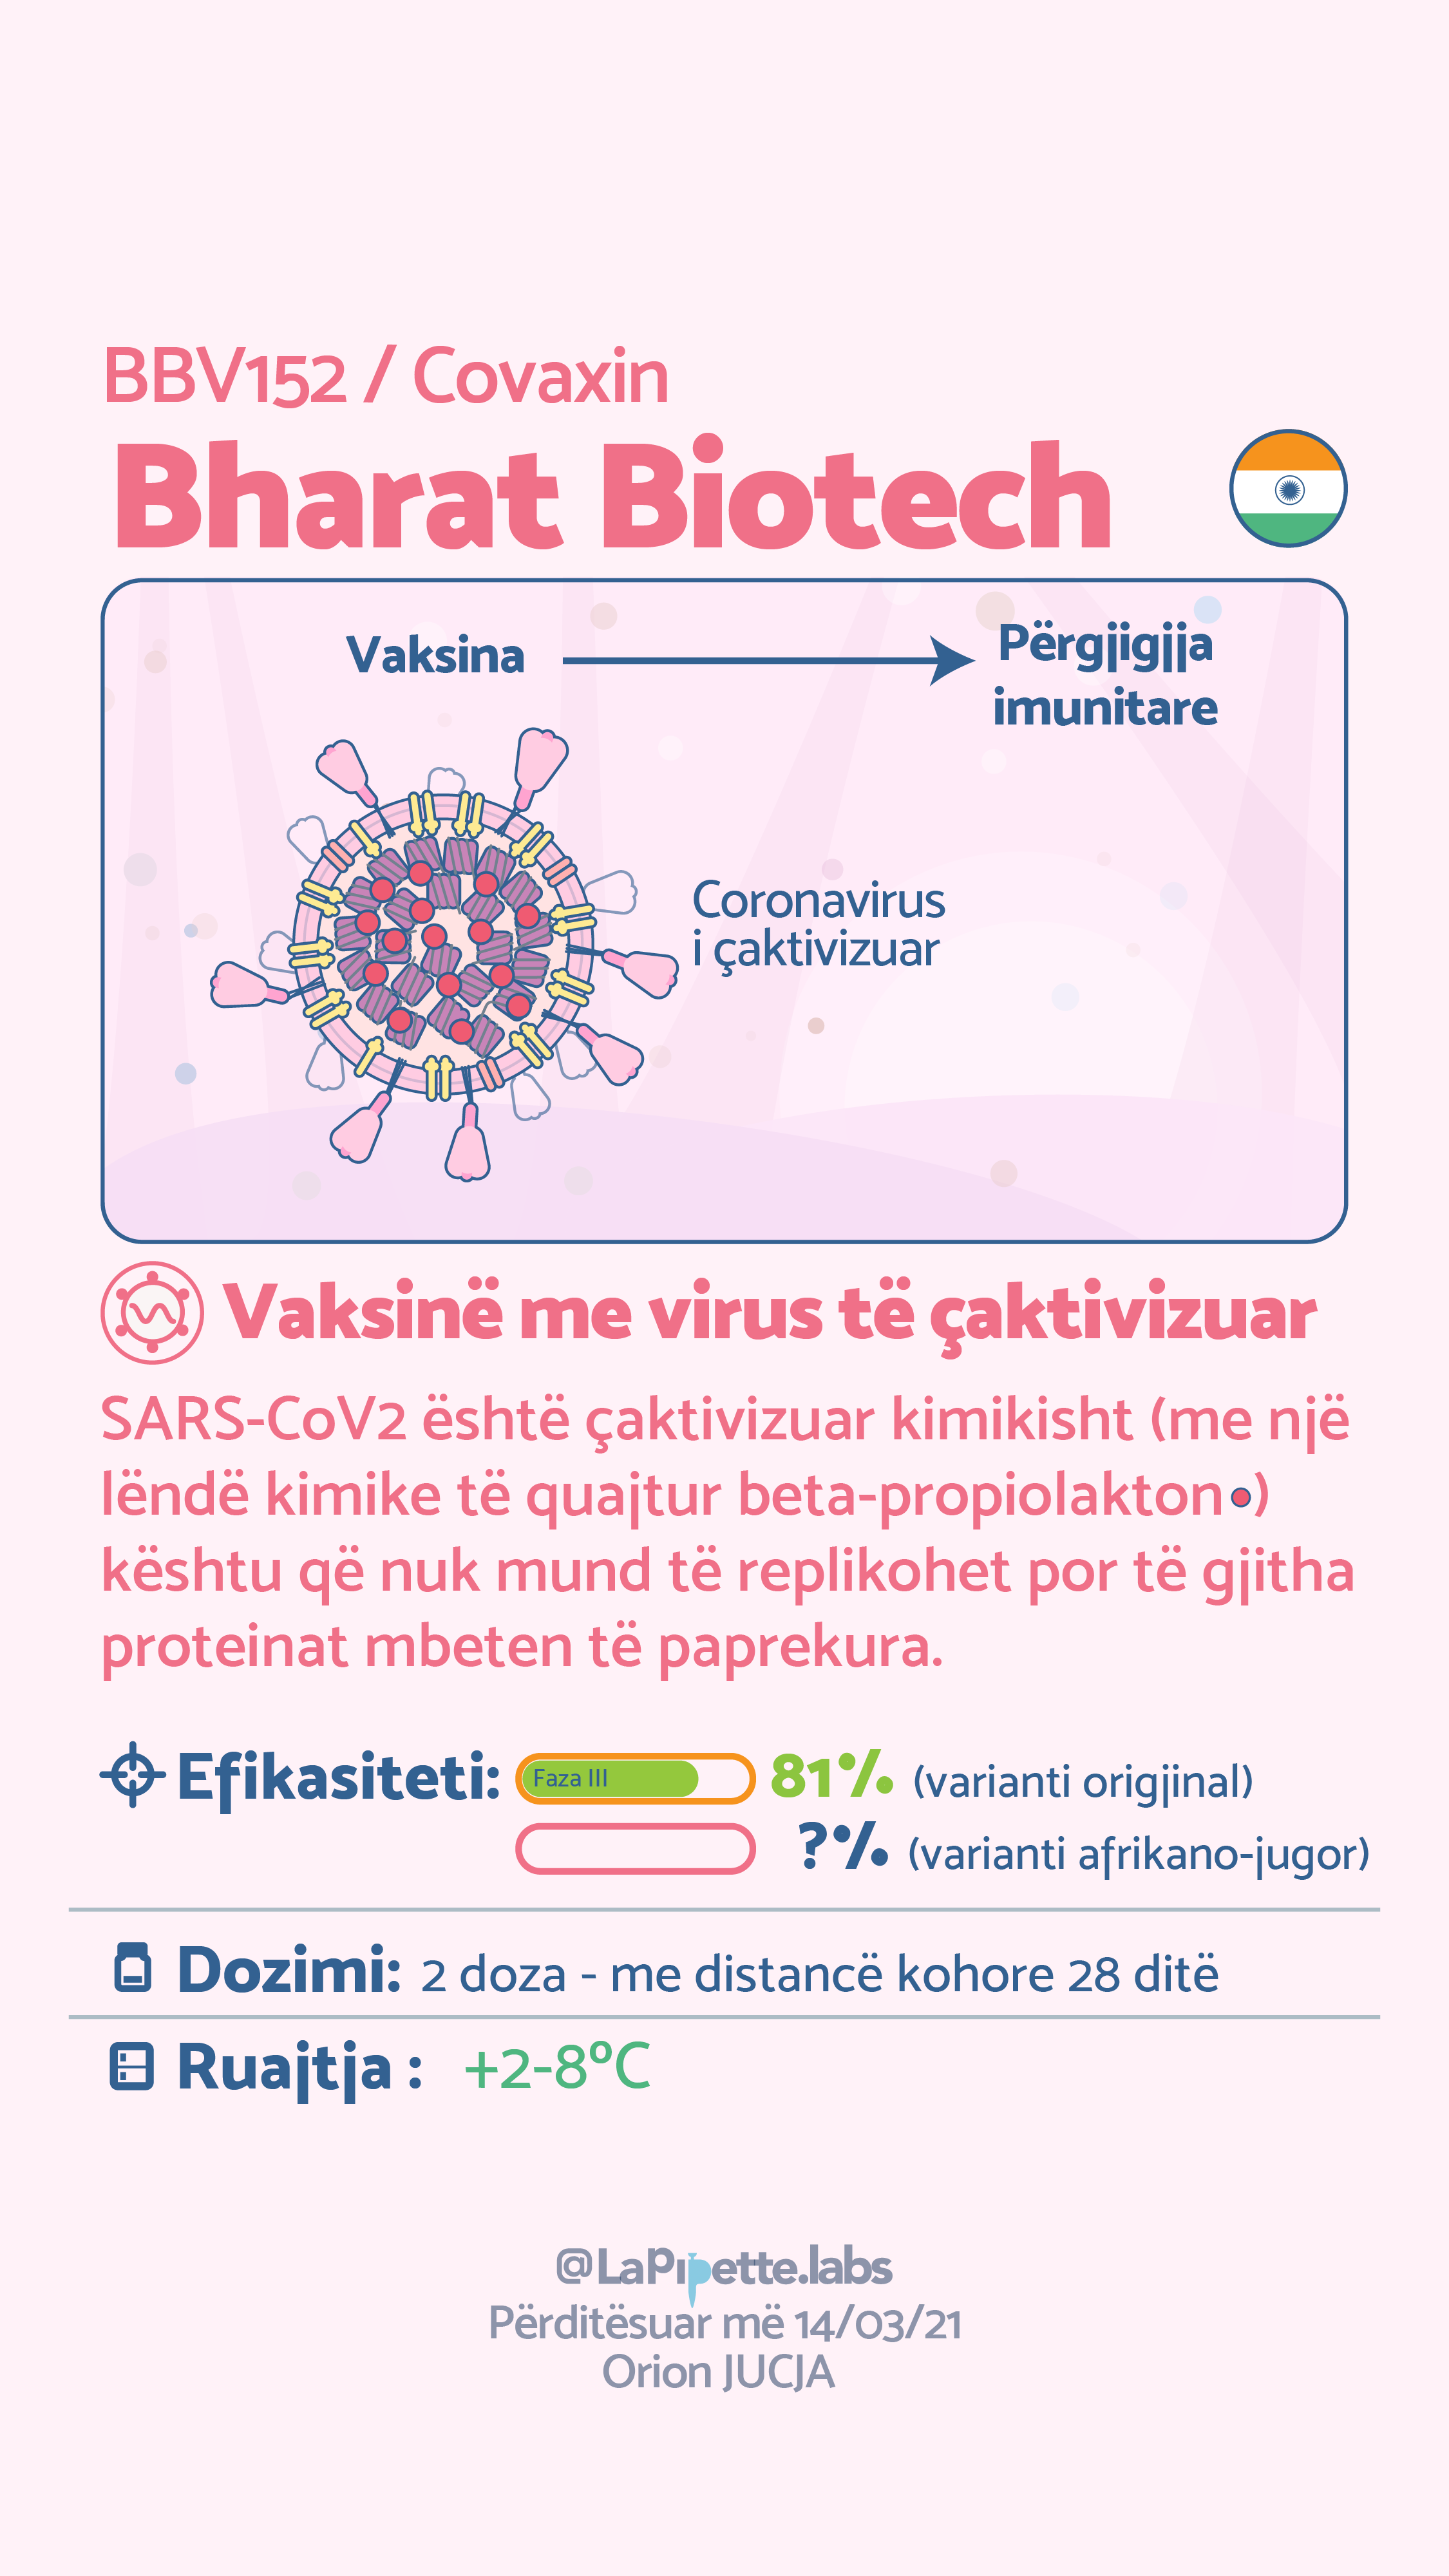 BBV152 / Covaxin
Bharat Biotech
Vaksina
Përgjigjja
imunitare
Coronavirus
i çaktivizuar
Vaksinë me virus të çaktivizuar
SARS-CoV2 është çaktivizuar kimikisht (me një
lëndë kimike të quajtur beta-propiolakton)
kështu që nuk mund të replikohet por të gjitha
proteinat mbeten të paprekura.
Efikasiteti: Faza III 81% (varianti origjinal)
?% (varianti afrikano-jugor)
Dozimi: 2 doza - me distancë kohore 28 ditë
Ruajtja : +2-8°C
@LaPipette.labs
Përditësuar më 14/03/21
Orion JUCJA